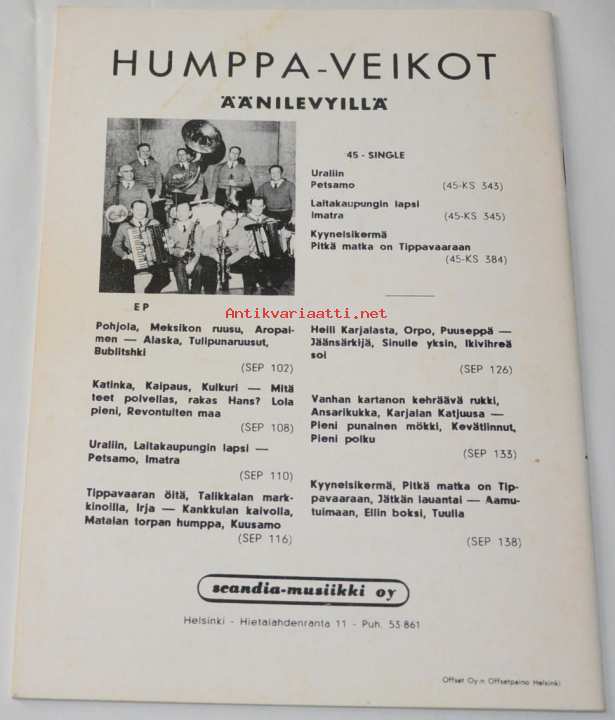 HUMPPA-VEIKOT
ÄÄNILEVYILLÄ
45 - SINGLE
Uraliin
Petsamo (45-KS 343)
Laitakaupungin lapsi
Imatra (45-KS 345)
Kyyneisikermä
Pitkä matka on Tippavaaraan
(45-KS 384)
Antikvariaatti.net
EP
Pohjola, Meksikon ruusu, Aropai-
men — Alaska, Tulipunaruusut,
Bublitshki
(SEP 102)
Katinka, Kaipaus, Kulkuri — Mitä
teet polvellas, rakas Hans? Lola
pieni, Revontulten maa
(SEP 108)
Uraliin, Laitakaupungin lapsi —
Petsamo, Imatra
(SEP 110)
Tippavaaran öitä, Talikkalan mark-
kinoilla, Irja — Kankkulan kaivolla,
Matalan torpan humppa, Kuusamo
(SEP 116)
Heili Karjalasta, Orpo, Puuseppä —
Jäänsärkijä, Sinulle yksin, Ikivihreä
soi
(SEP 126)
Vanhan kartanon kehräävä rukki,
Ansarikukka, Karjalan Katjuusa —
Pieni punainen mökki, Kevätlinnut,
Pieni polku
(SEP 133)
Kyyneisikermä, Pitkä matka on Tip-
pavaaraan, Jätkän lauantai — Aamu-
tuimaan, Ellin boksi, Tuulia
(SEP 138)
scandia-musiikki oy
Helsinki - Hietalahdenranta 11 - Puh. 53 861
Offset Oy:n Offsetpaino Helsinki